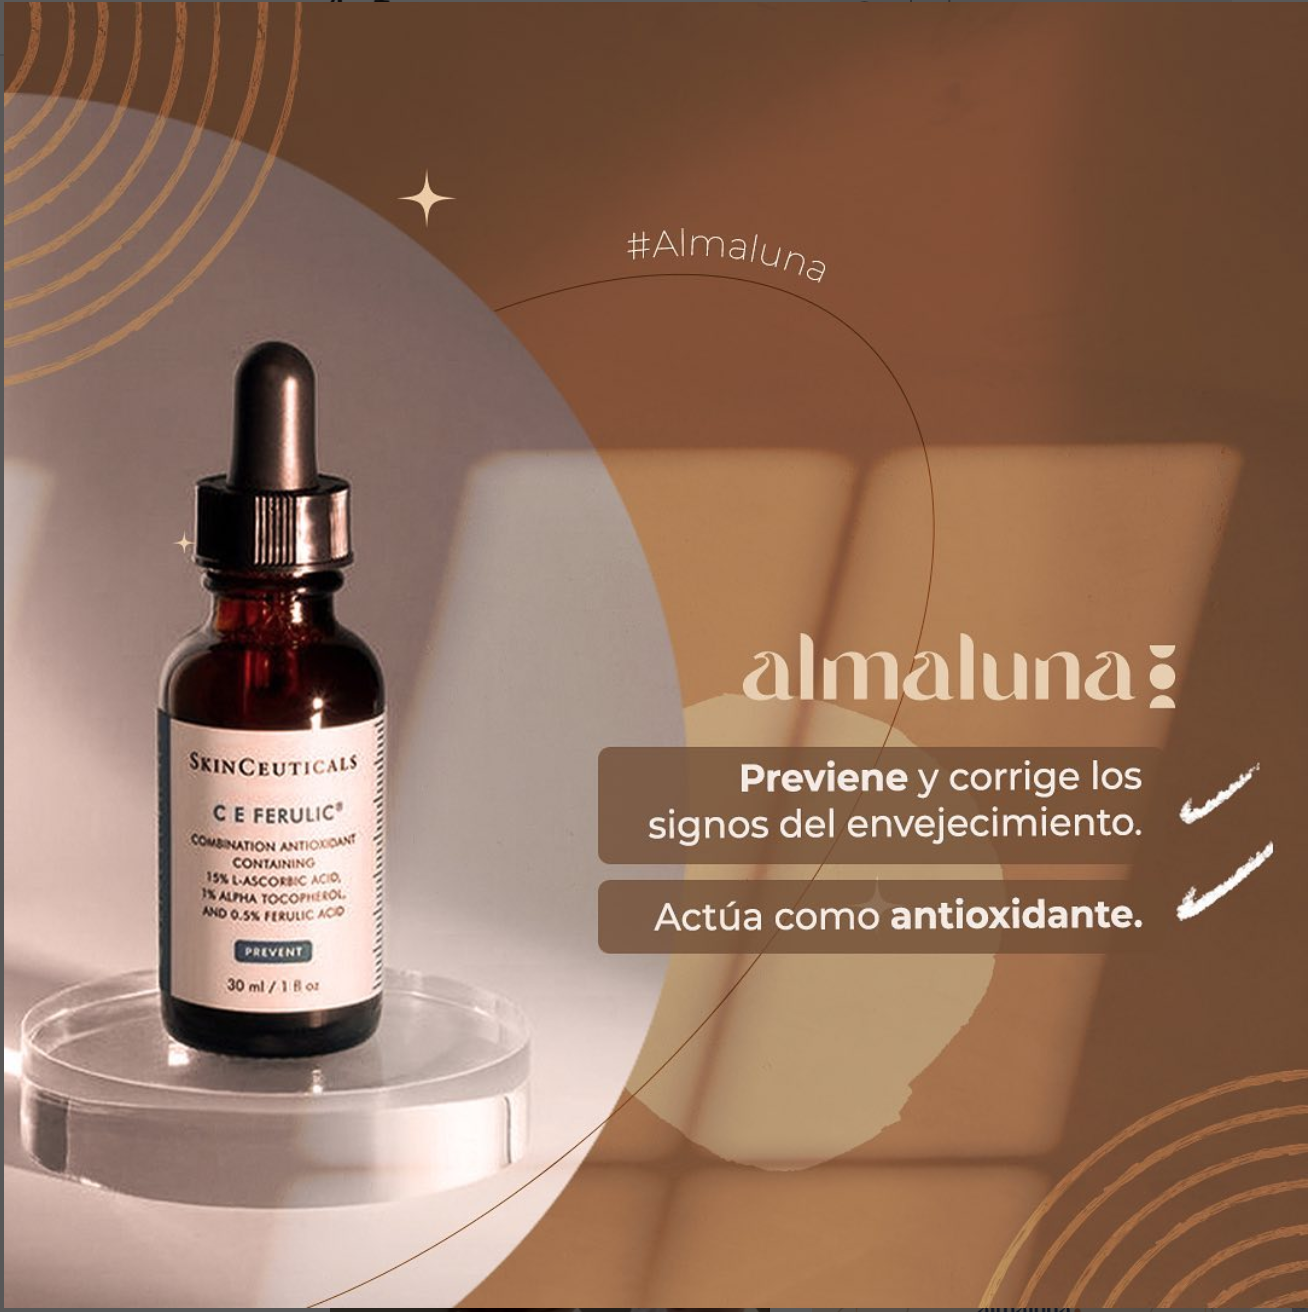 #Almaluna
almaluna
Previene y corrige los
signos del envejecimiento.
Actúa como antioxidante.
SKINCEUTICALS
C E FERULIC®
COMBINATION ANTIOXIDANT
CONTAINING
15% L-ASCORBIC ACID,
1% ALPHA TOCOPHEROL,
AND 0.5% FERULIC ACID
PREVENT
30 ml / 1 fl oz